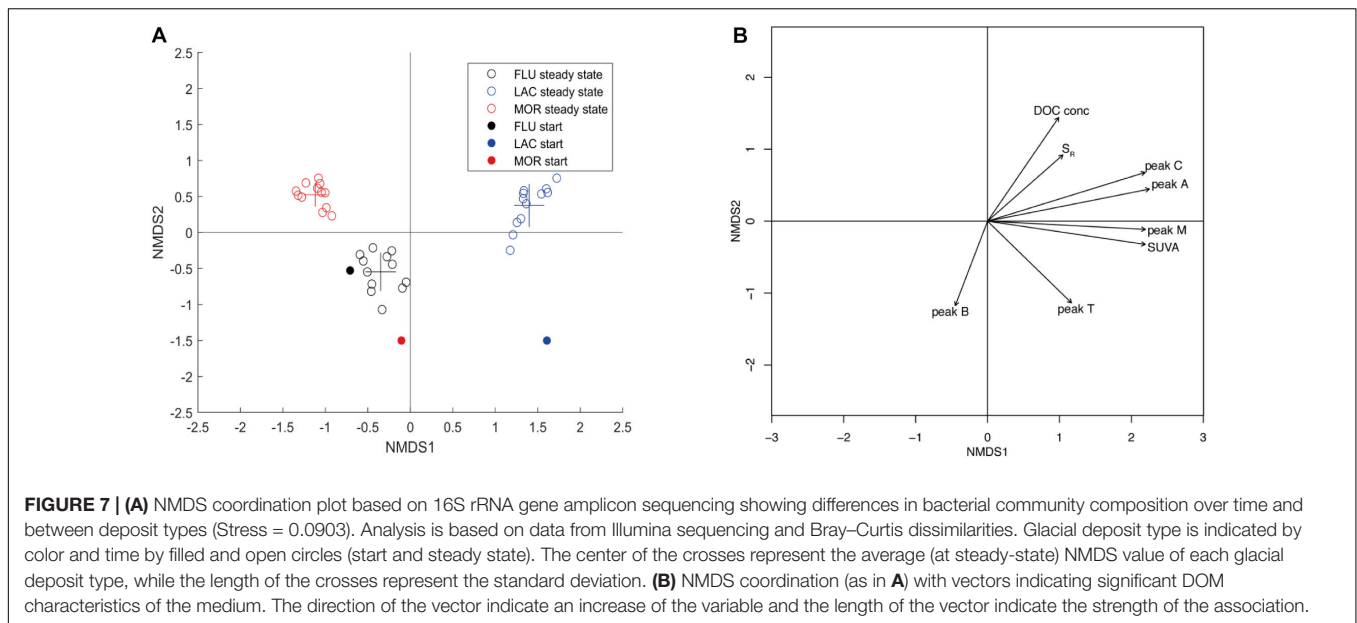 A
2.5
2
1.5
1
0.5
0
-0.5
-1
-1.5
-2
-2.5
NMDS2
-2.5 -2 -1.5 -1 -0.5 0 0.5 1 1.5 2 2.5
NMDS1
FLU steady state
LAC steady state
MOR steady state
FLU start
LAC start
MOR start
B
2
1
0
−1
−2
NMDS2
−3 −2 −1 0 1 2 3
NMDS1
DOC conc
SR
peak C
peak A
peak M
SUVA
peak T
peak B
FIGURE 7 | (A) NMDS coordination plot based on 16S rRNA gene amplicon sequencing showing differences in bacterial community composition over time and
between deposit types (Stress = 0.0903). Analysis is based on data from Illumina sequencing and Bray–Curtis dissimilarities. Glacial deposit type is indicated by
color and time by filled and open circles (start and steady state). The center of the crosses represent the average (at steady-state) NMDS value of each glacial
deposit type, while the length of the crosses represent the standard deviation. (B) NMDS coordination (as in A) with vectors indicating significant DOM
characteristics of the medium. The direction of the vector indicate an increase of the variable and the length of the vector indicate the strength of the association.